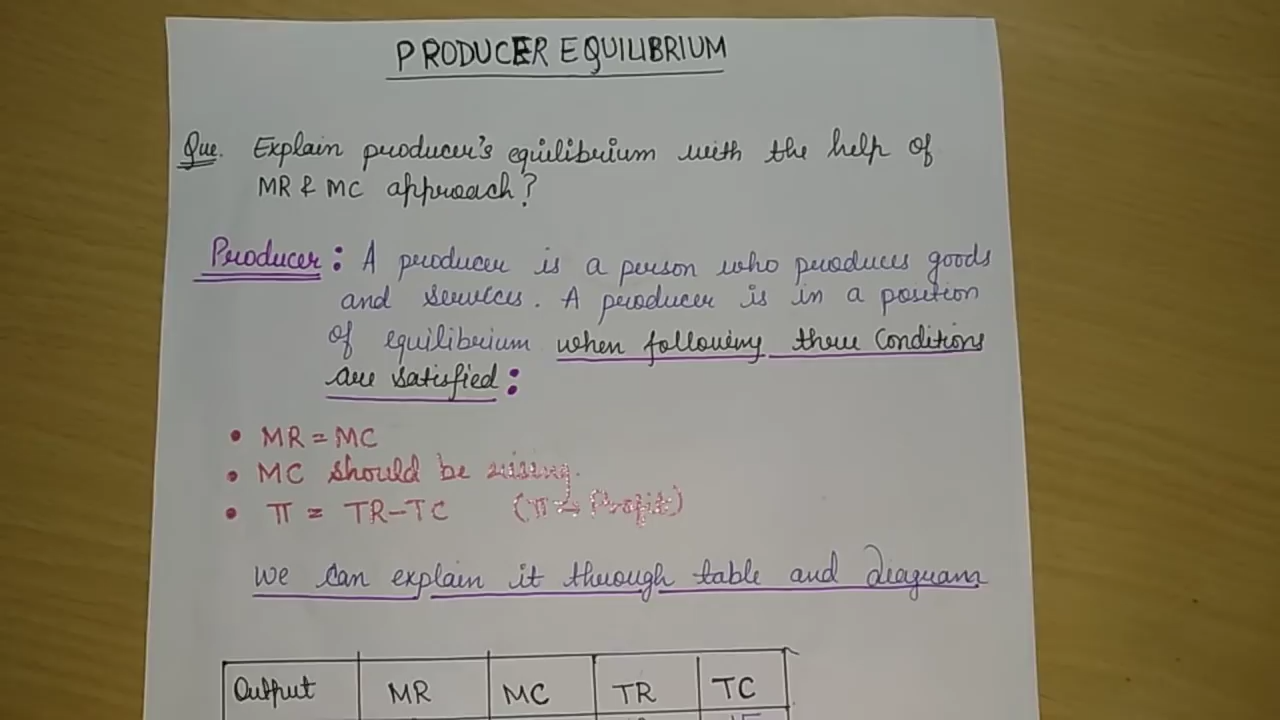 PRODUCER EQUILIBRIUM
Que. Explain producer's equilibrium with the help of
MR & MC approach?
Producer: A producer is a person who produces goods
and services. A producer is in a position
of equilibrium when following three conditions
are satisfied:
• MR = MC
• MC should be rising.
• π = TR-TC (π → Profit)
we can explain it through table and diagram
Output MR MC TR TC